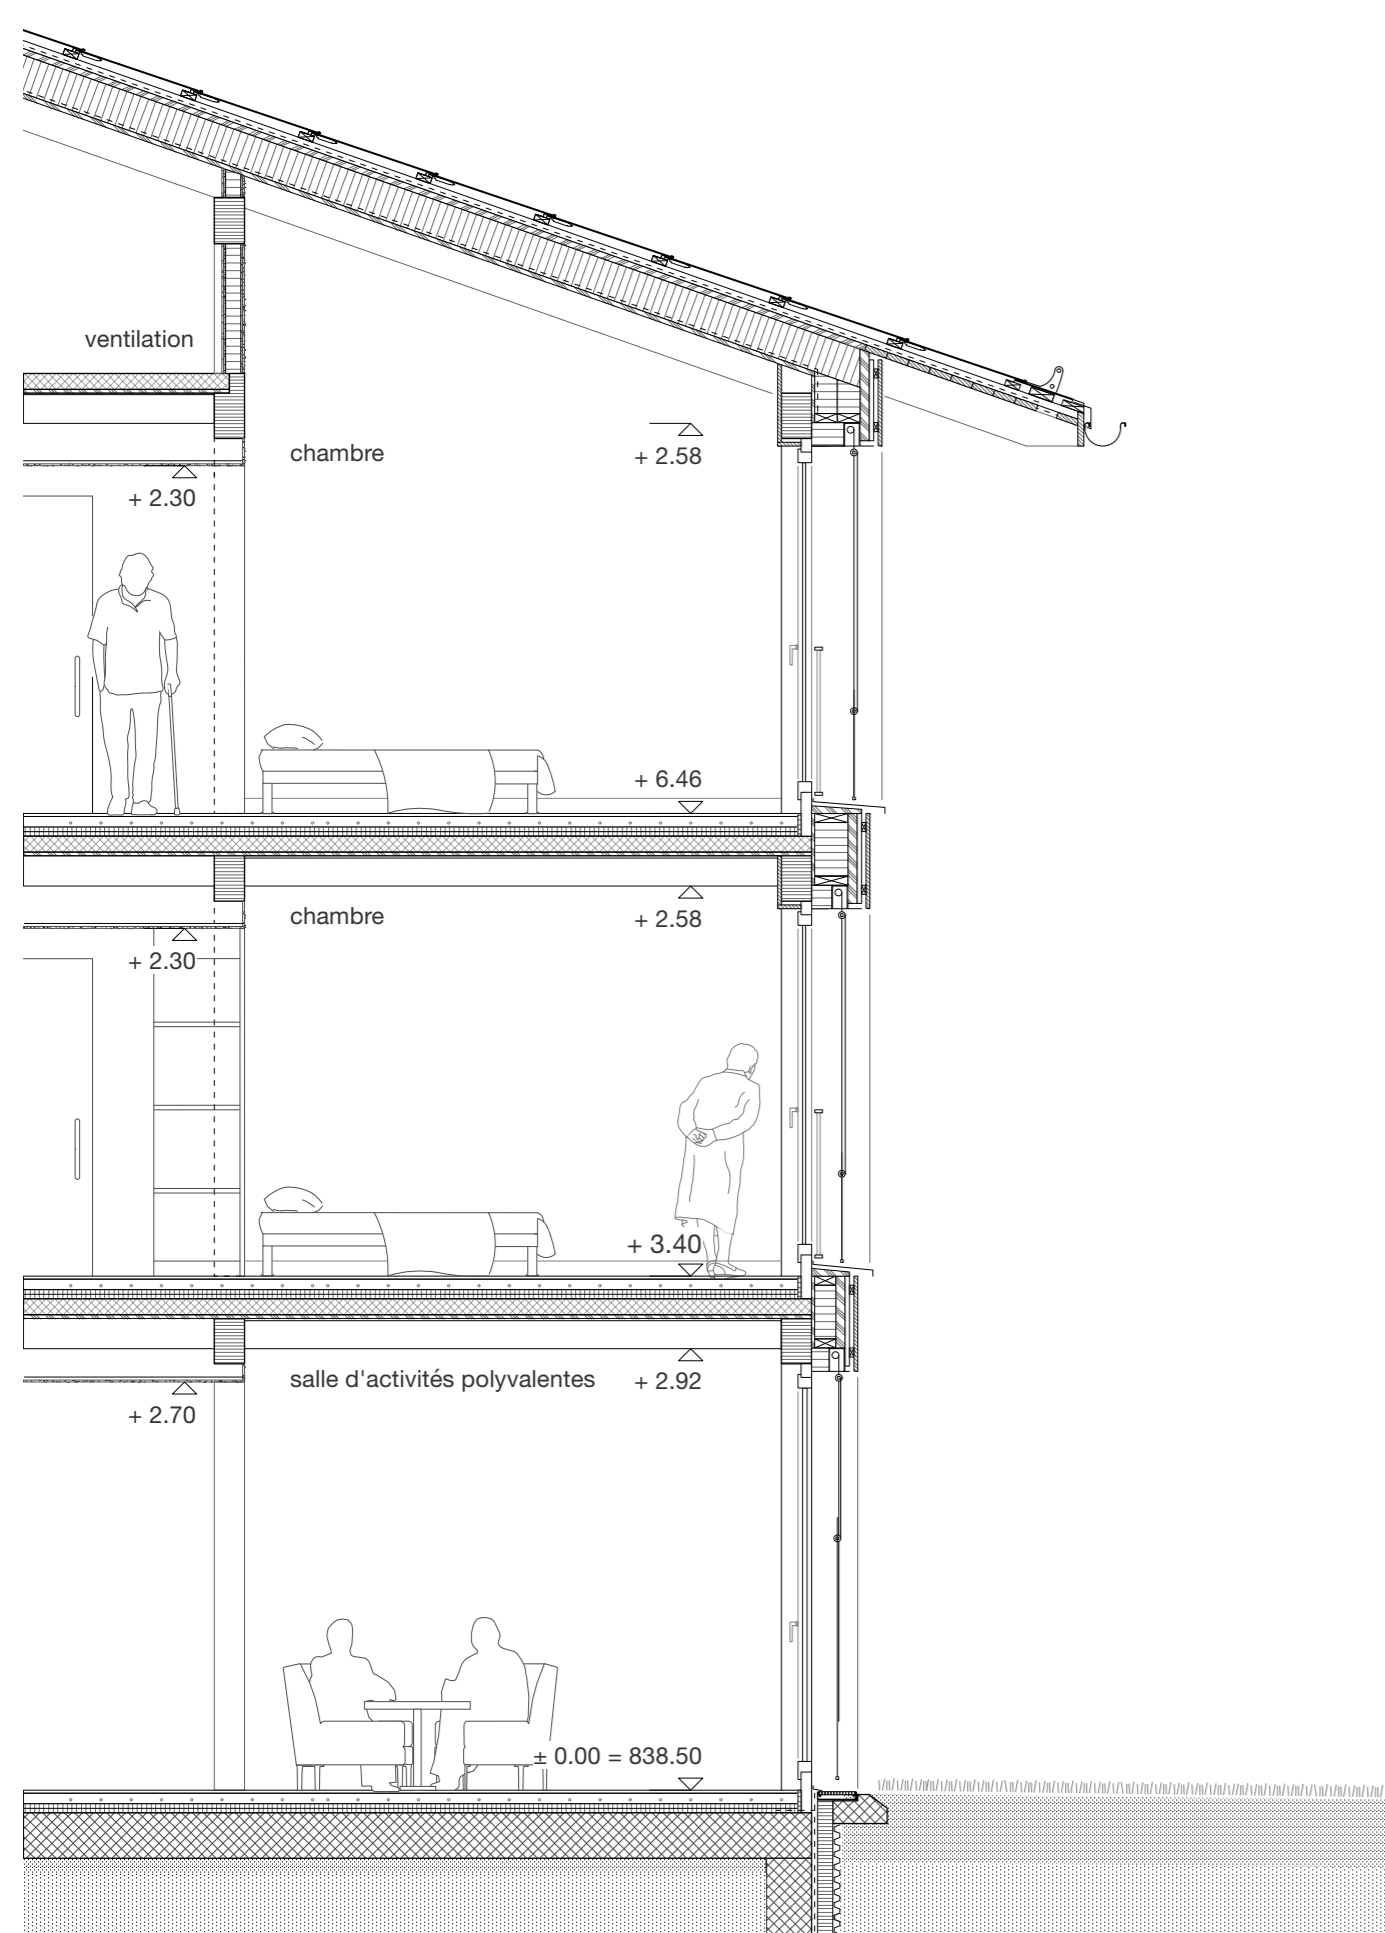 ventilation
chambre
+ 2.58
+ 2.30
+ 6.46
chambre
+ 2.58
+ 2.30
+ 3.40
salle d'activités polyvalentes
+ 2.92
+ 2.70
± 0.00 = 838.50